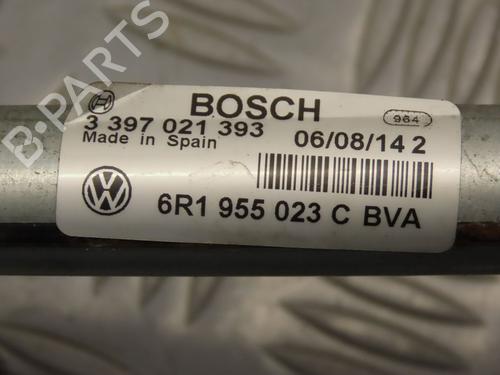 B-PARTS
BOSCH
964
3 397 021 393
06/08/14 2
Made in Spain
6R1 955 023 C BVA